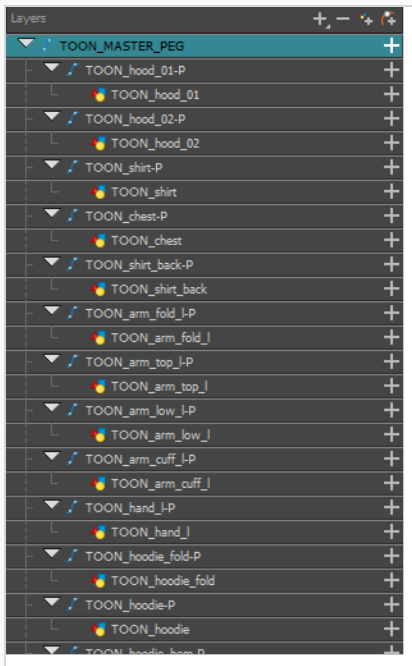 Layers
TOON_MASTER_PEG
TOON_hood_01-P
TOON_hood_01
TOON_hood_02-P
TOON_hood_02
TOON_shirt-P
TOON_shirt
TOON_chest-P
TOON_chest
TOON_shirt_back-P
TOON_shirt_back
TOON_arm_fold_l-P
TOON_arm_fold_l
TOON_arm_top_l-P
TOON_arm_top_l
TOON_arm_low_l-P
TOON_arm_low_l
TOON_arm_cuff_l-P
TOON_arm_cuff_l
TOON_hand_l-P
TOON_hand_l
TOON_hoodie_fold-P
TOON_hoodie_fold
TOON_hoodie-P
TOON_hoodie
TOON_hoodie_hem-P